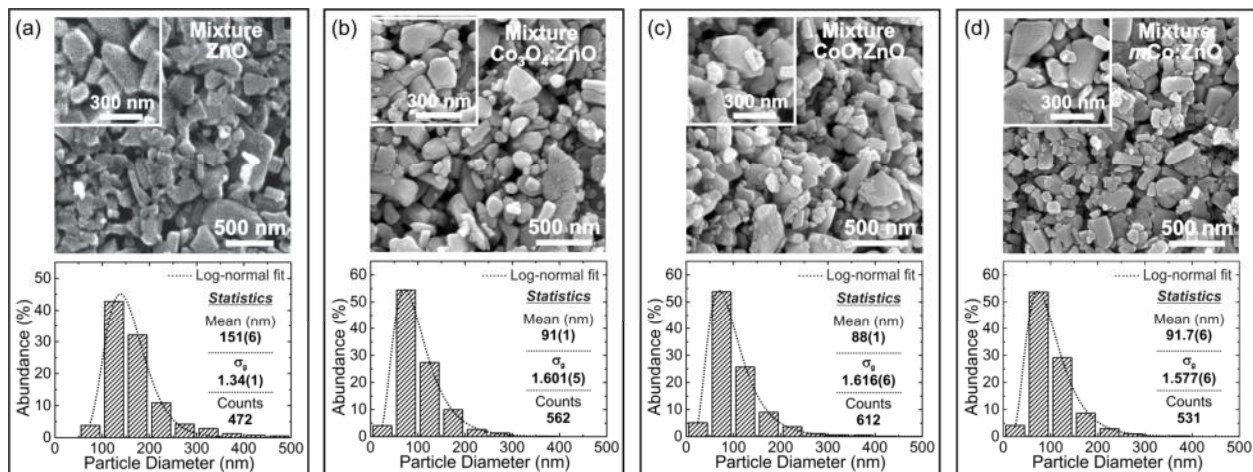 (a)
Mixture
ZnO
300 nm
500 nm
50
40
30
20
10
0
Abundance (%)
Log-normal fit
Statistics
Mean (nm)
151(6)
σg
1.34(1)
Counts
472
0 100 200 300 400 500
Particle Diameter (nm)
(b)
Mixture
Co3O4:ZnO
300 nm
500 nm
60
50
40
30
20
10
0
Abundance (%)
Log-normal fit
Statistics
Mean (nm)
91(1)
σg
1.601(5)
Counts
562
0 100 200 300 400 500
Particle Diameter (nm)
(c)
Mixture
CoO:ZnO
300 nm
500 nm
60
50
40
30
20
10
0
Abundance (%)
Log-normal fit
Statistics
Mean (nm)
88(1)
σg
1.616(6)
Counts
612
0 100 200 300 400 500
Particle Diameter (nm)
(d)
Mixture
mCo:ZnO
300 nm
500 nm
60
50
40
30
20
10
0
Abundance (%)
Log-normal fit
Statistics
Mean (nm)
91.7(6)
σg
1.577(6)
Counts
531
0 100 200 300 400 500
Particle Diameter (nm)